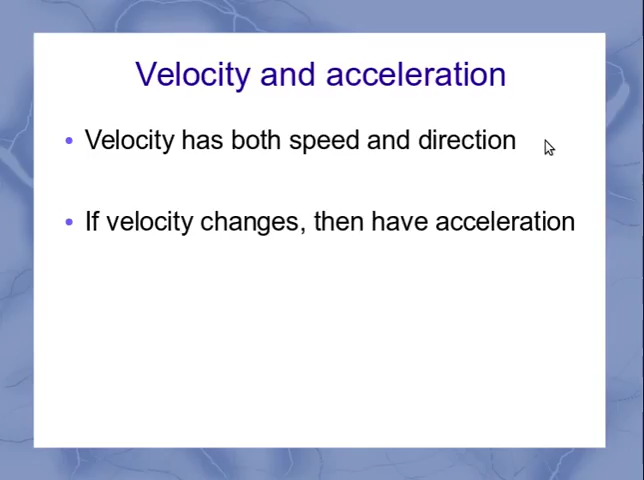 Velocity and acceleration
• Velocity has both speed and direction
• If velocity changes, then have acceleration